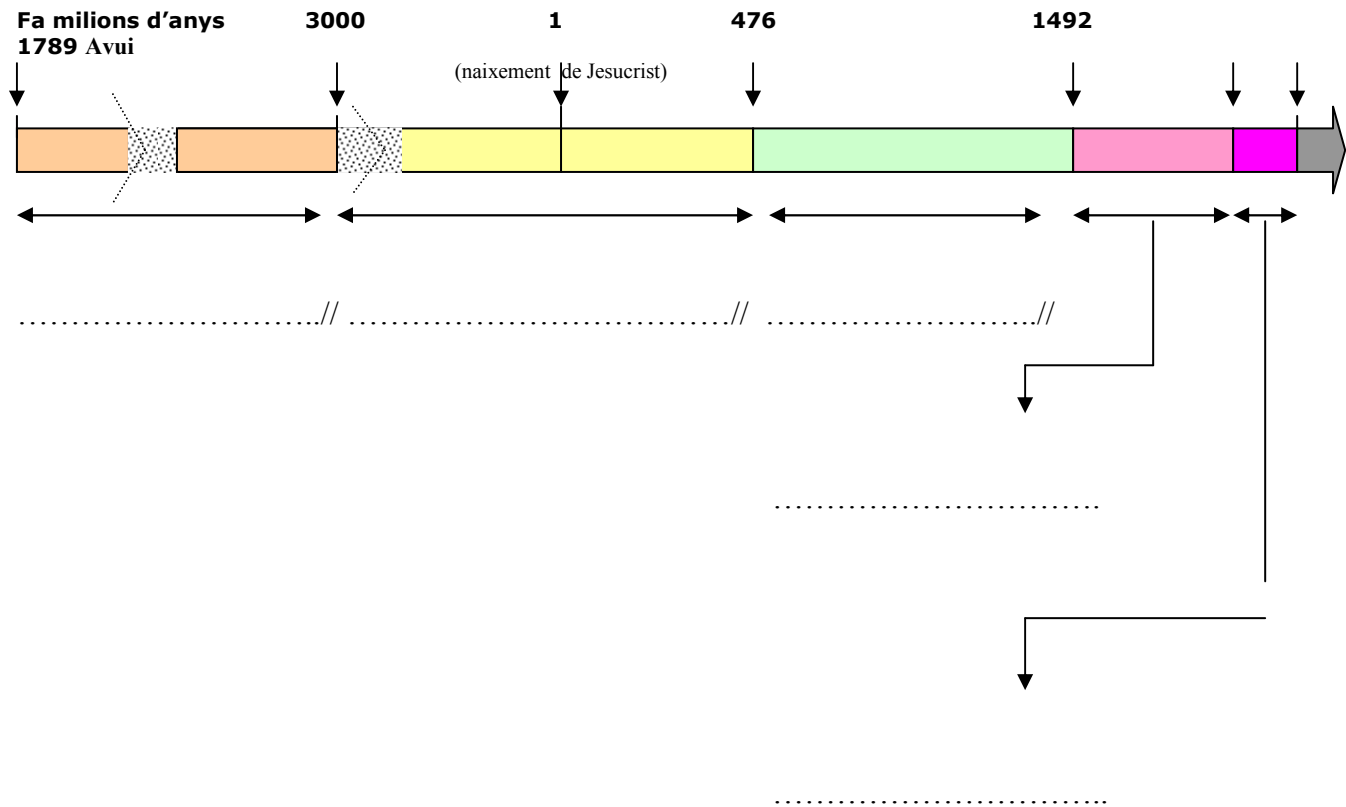 Fa milions d'anys 3000 1 476 1492
1789 Avui
(naixement de Jesucrist)
...........................// ...................................// .........................//
............................
............................